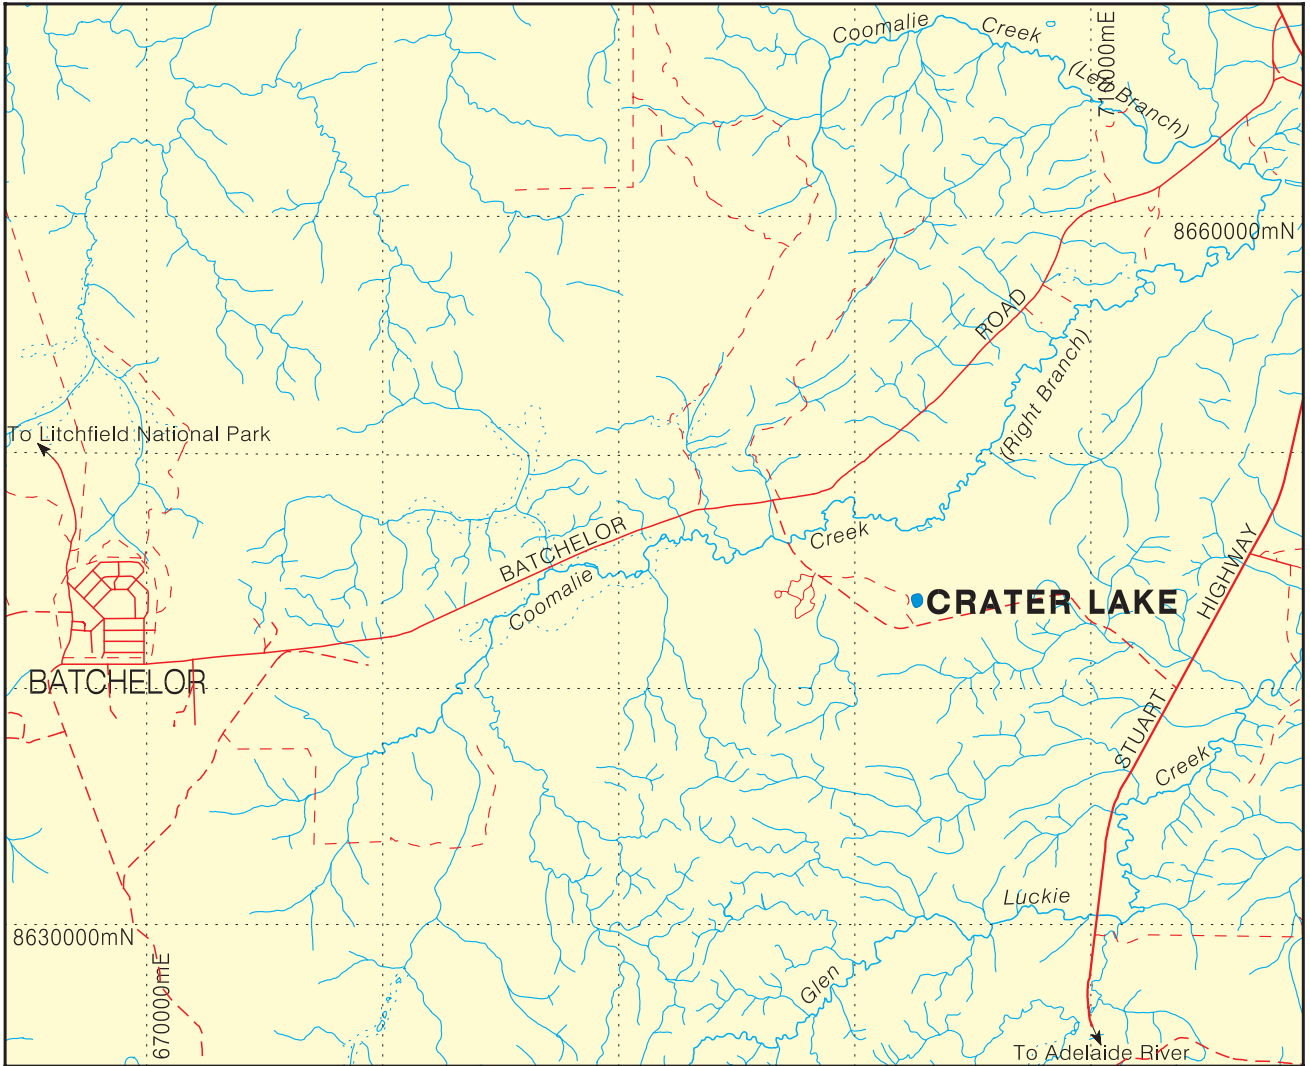 Coomalie Creek
(Left Branch)
710000mE
8660000mN
ROAD
(Right Branch)
To Litchfield National Park
BATCHELOR
Creek
Coomalie
HIGHWAY
CRATER LAKE
BATCHELOR
STUART
Creek
Luckie
8630000mN
670000mE
Glen
To Adelaide River